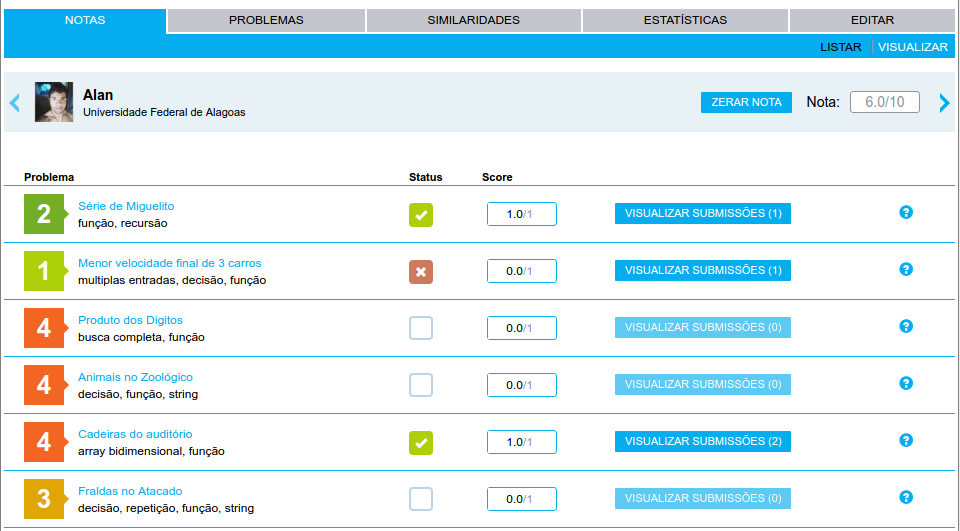 NOTAS PROBLEMAS SIMILARIDADES ESTATÍSTICAS EDITAR
LISTAR VISUALIZAR
Alan
Universidade Federal de Alagoas
ZERAR NOTA Nota: 6.0/10
Problema Status Score
2 Série de Miguelito
função, recursão
1.0/1 VISUALIZAR SUBMISSÕES (1) ?
1 Menor velocidade final de 3 carros
multiplas entradas, decisão, função
0.0/1 VISUALIZAR SUBMISSÕES (1) ?
4 Produto dos Digitos
busca completa, função
0.0/1 VISUALIZAR SUBMISSÕES (0) ?
4 Animais no Zoológico
decisão, função, string
0.0/1 VISUALIZAR SUBMISSÕES (0) ?
4 Cadeiras do auditório
array bidimensional, função
1.0/1 VISUALIZAR SUBMISSÕES (2) ?
3 Fraldas no Atacado
decisão, repetição, função, string
0.0/1 VISUALIZAR SUBMISSÕES (0) ?